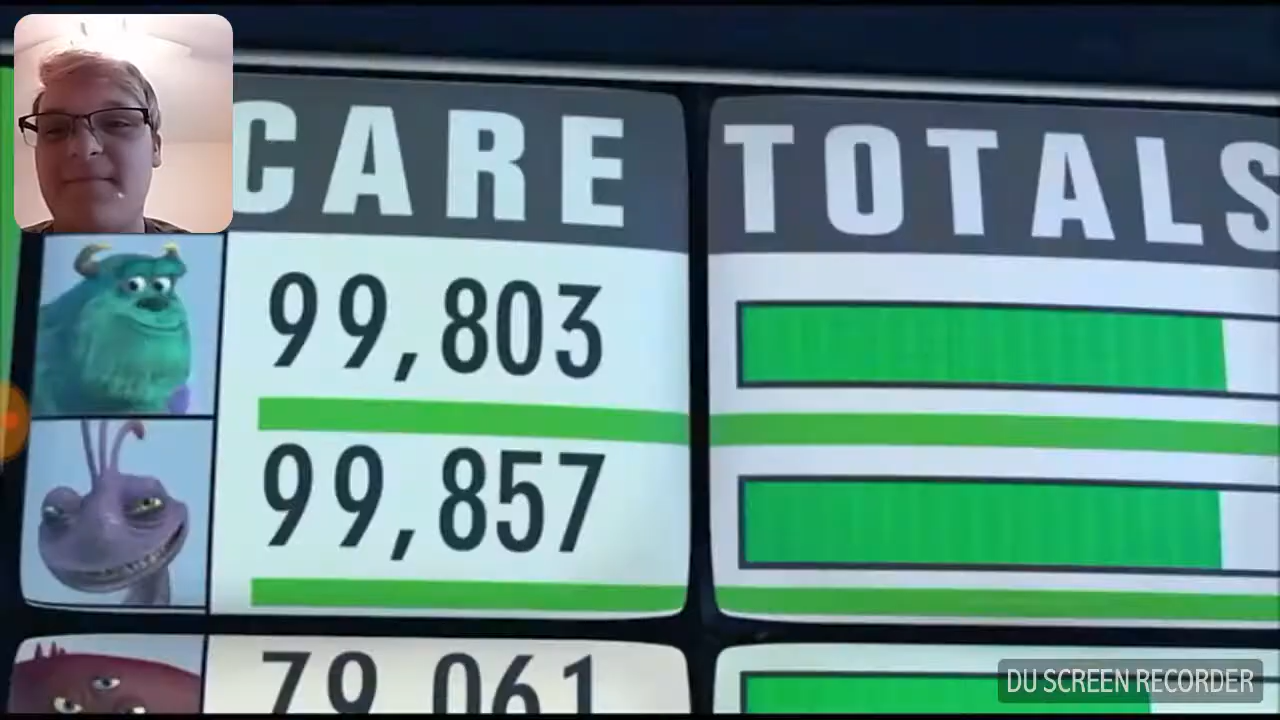 CARE TOTALS
99,803
99,857
79,061
DU SCREEN RECORDER